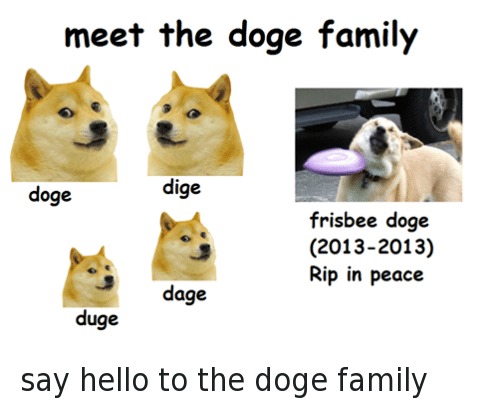 meet the doge family
doge
dige
duge
dage
frisbee doge
(2013-2013)
Rip in peace
say hello to the doge family